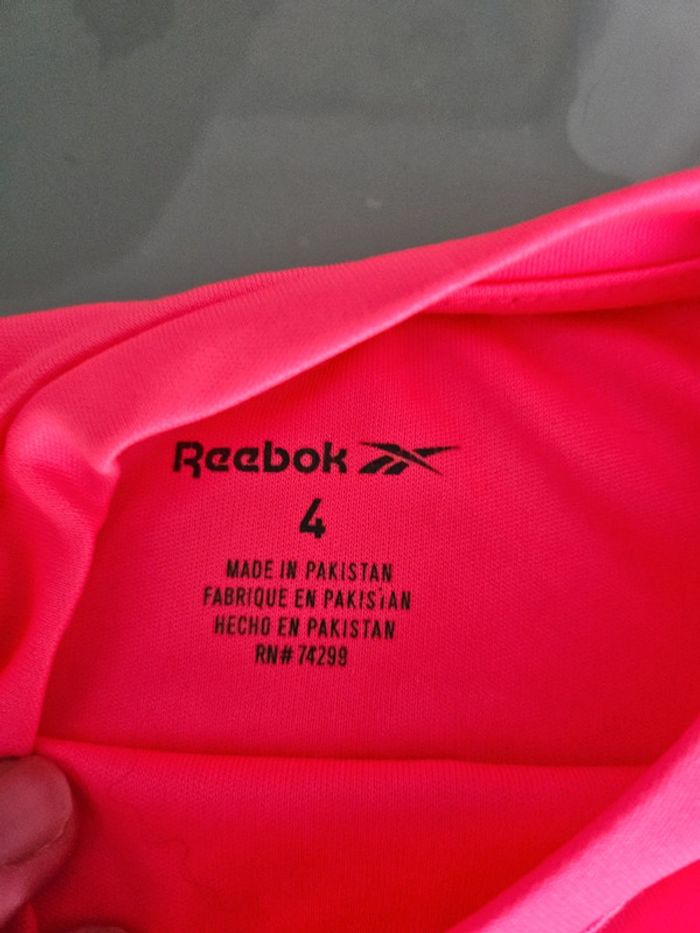 Reebok
4
MADE IN PAKISTAN
FABRIQUE EN PAKISTAN
HECHO EN PAKISTAN
RN# 74299